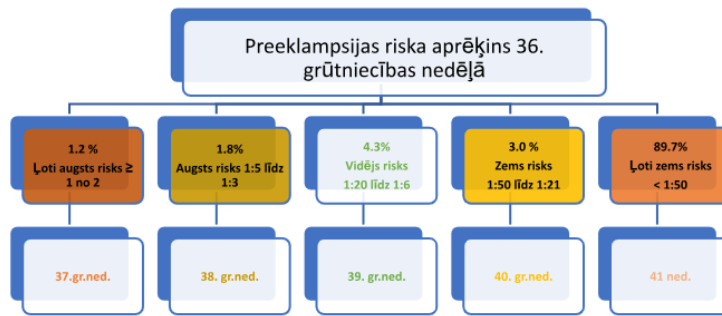 Preeklampsijas riska aprēķins 36.
grūtniecības nedēļā
1.2 %
Ļoti augsts risks ≥
1 no 2
1.8%
Augsts risks 1:5 līdz
1:3
4.3%
Vidējs risks
1:20 līdz 1:6
3.0 %
Zems risks
1:50 līdz 1:21
89.7%
Ļoti zems risks
< 1:50
37.gr.ned.
38. gr.ned.
39. gr.ned.
40. gr.ned.
41 ned.